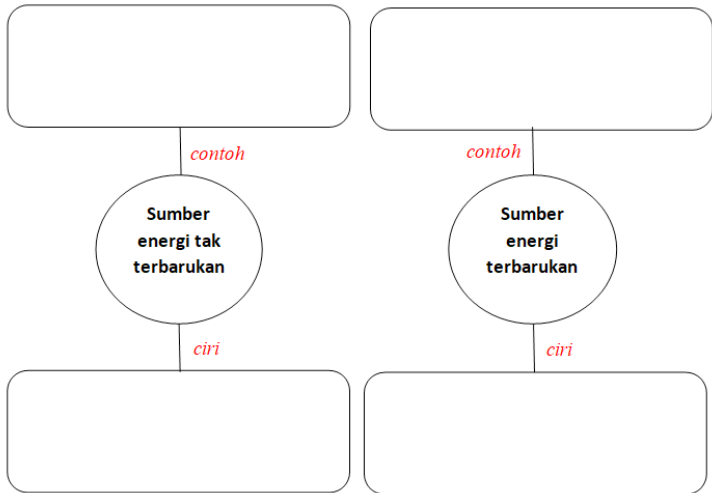 contoh
contoh
Sumber
energi tak
terbarukan
Sumber
energi
terbarukan
ciri
ciri